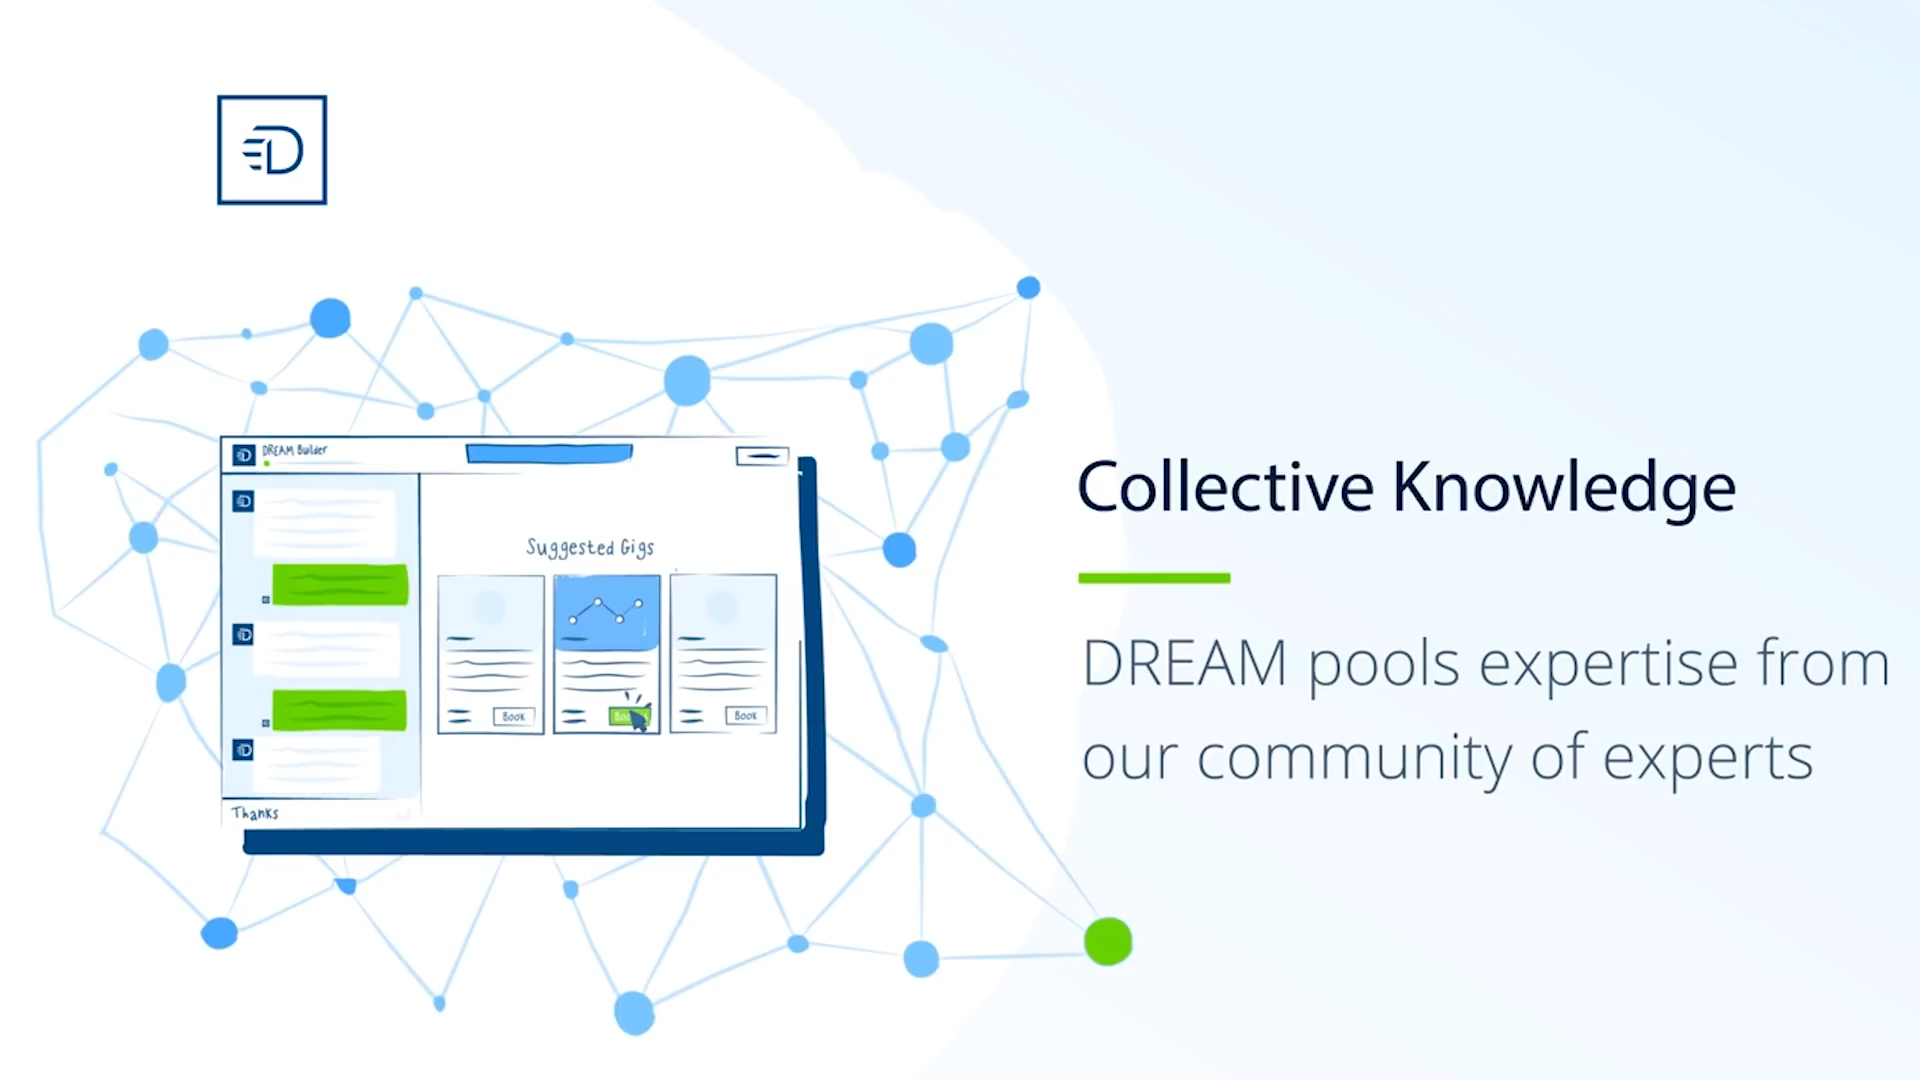 D
DREAM Builder
Suggested Gigs
Book
Book
Thanks
Collective Knowledge
DREAM pools expertise from
our community of experts